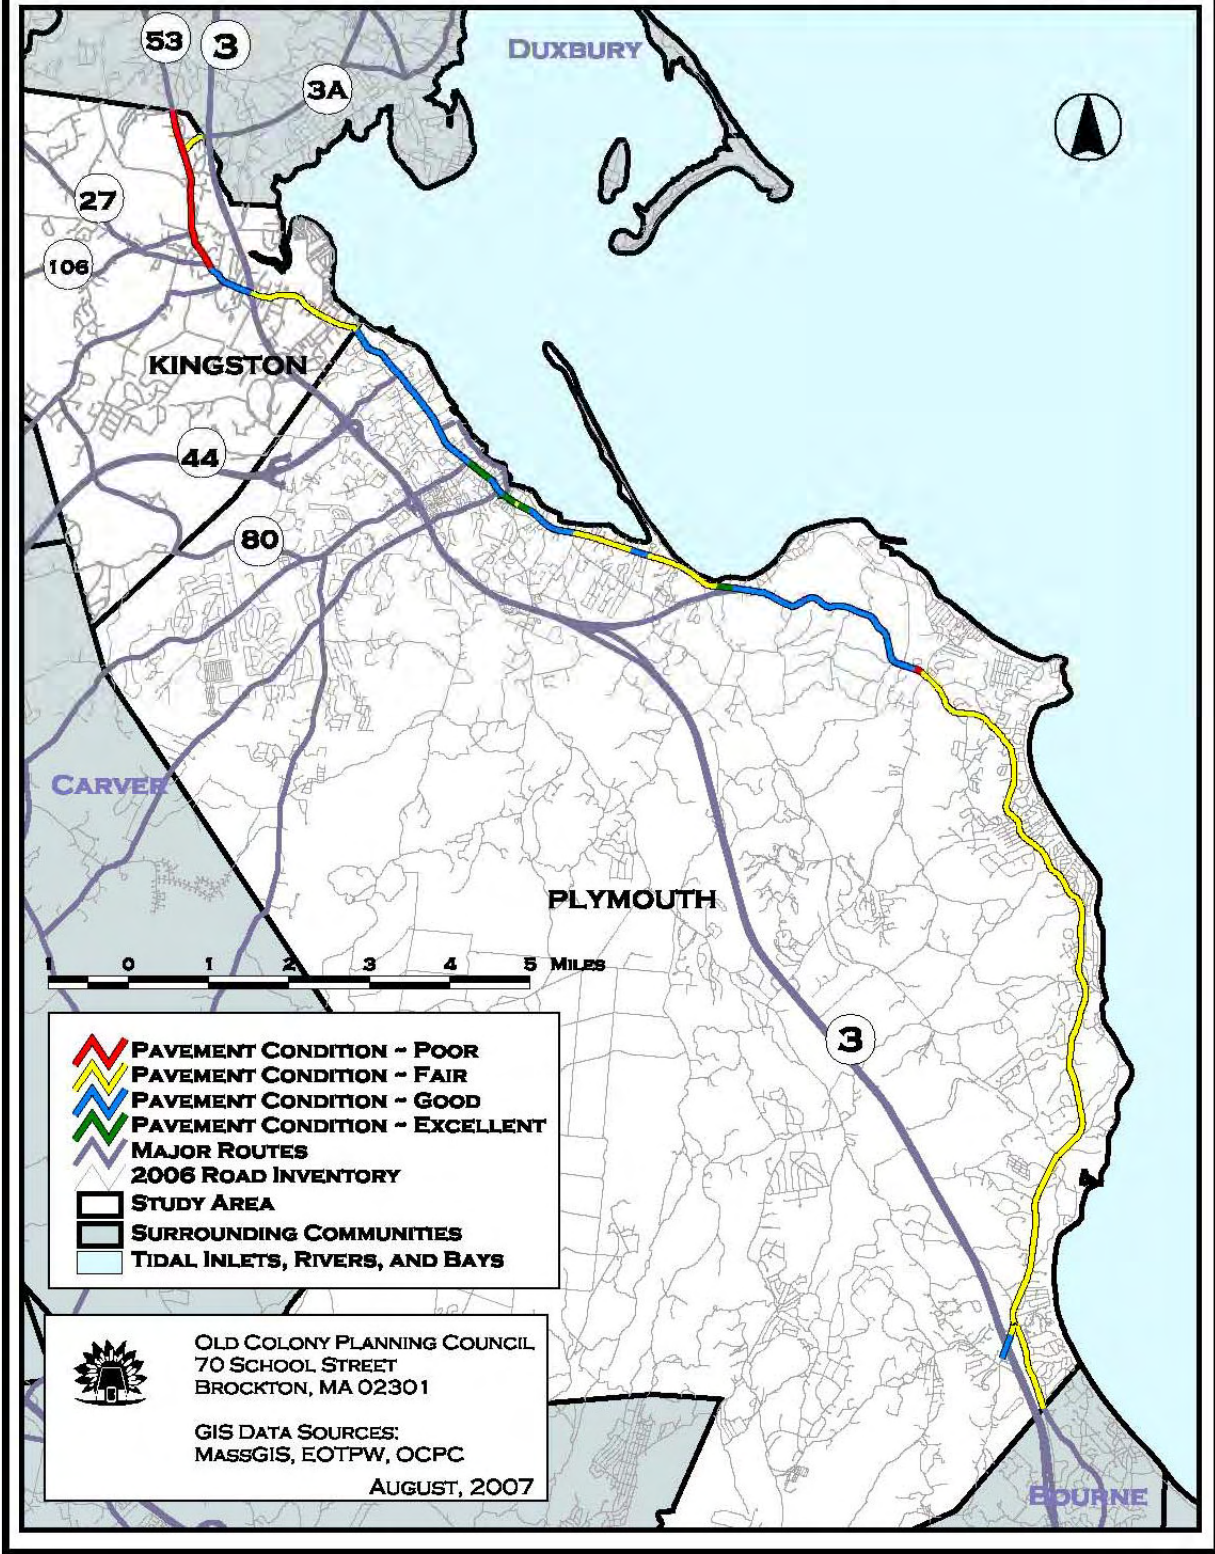 53
3
DUXBURY
3A
27
106
KINGSTON
44
80
CARVER
PLYMOUTH
1 0 1 2 3 4 5 MILES
3
PAVEMENT CONDITION ~ POOR
PAVEMENT CONDITION ~ FAIR
PAVEMENT CONDITION ~ GOOD
PAVEMENT CONDITION ~ EXCELLENT
MAJOR ROUTES
2006 ROAD INVENTORY
STUDY AREA
SURROUNDING COMMUNITIES
TIDAL INLETS, RIVERS, AND BAYS
OLD COLONY PLANNING COUNCIL
70 SCHOOL STREET
BROCKTON, MA 02301
GIS DATA SOURCES:
MASSGIS, EOTPW, OCPC
AUGUST, 2007
BOURNE